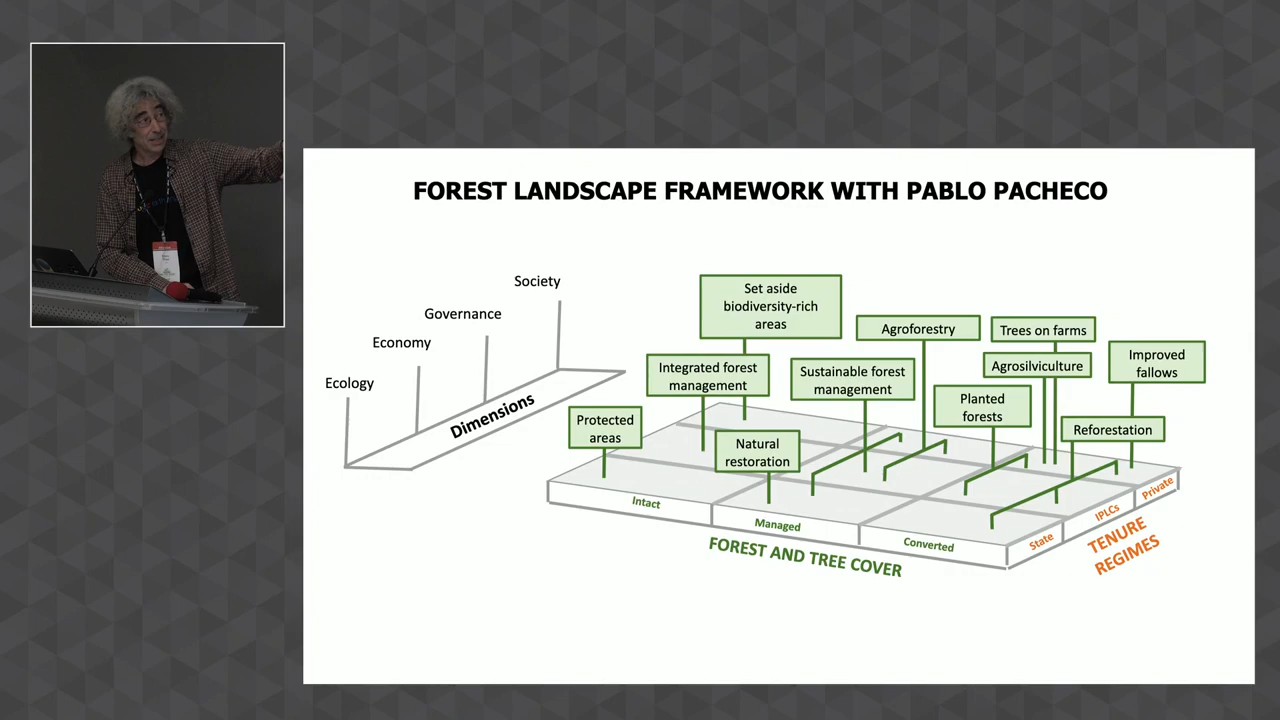 FOREST LANDSCAPE FRAMEWORK WITH PABLO PACHECO
Society
Governance
Economy
Ecology
Dimensions
Set aside
biodiversity-rich
areas
Agroforestry
Trees on farms
Agrosilviculture
Improved
fallows
Integrated forest
management
Sustainable forest
management
Planted
forests
Protected
areas
Natural
restoration
Reforestation
Intact
Managed
Converted
State
IPLCs
Private
FOREST AND TREE COVER
TENURE
REGIMES